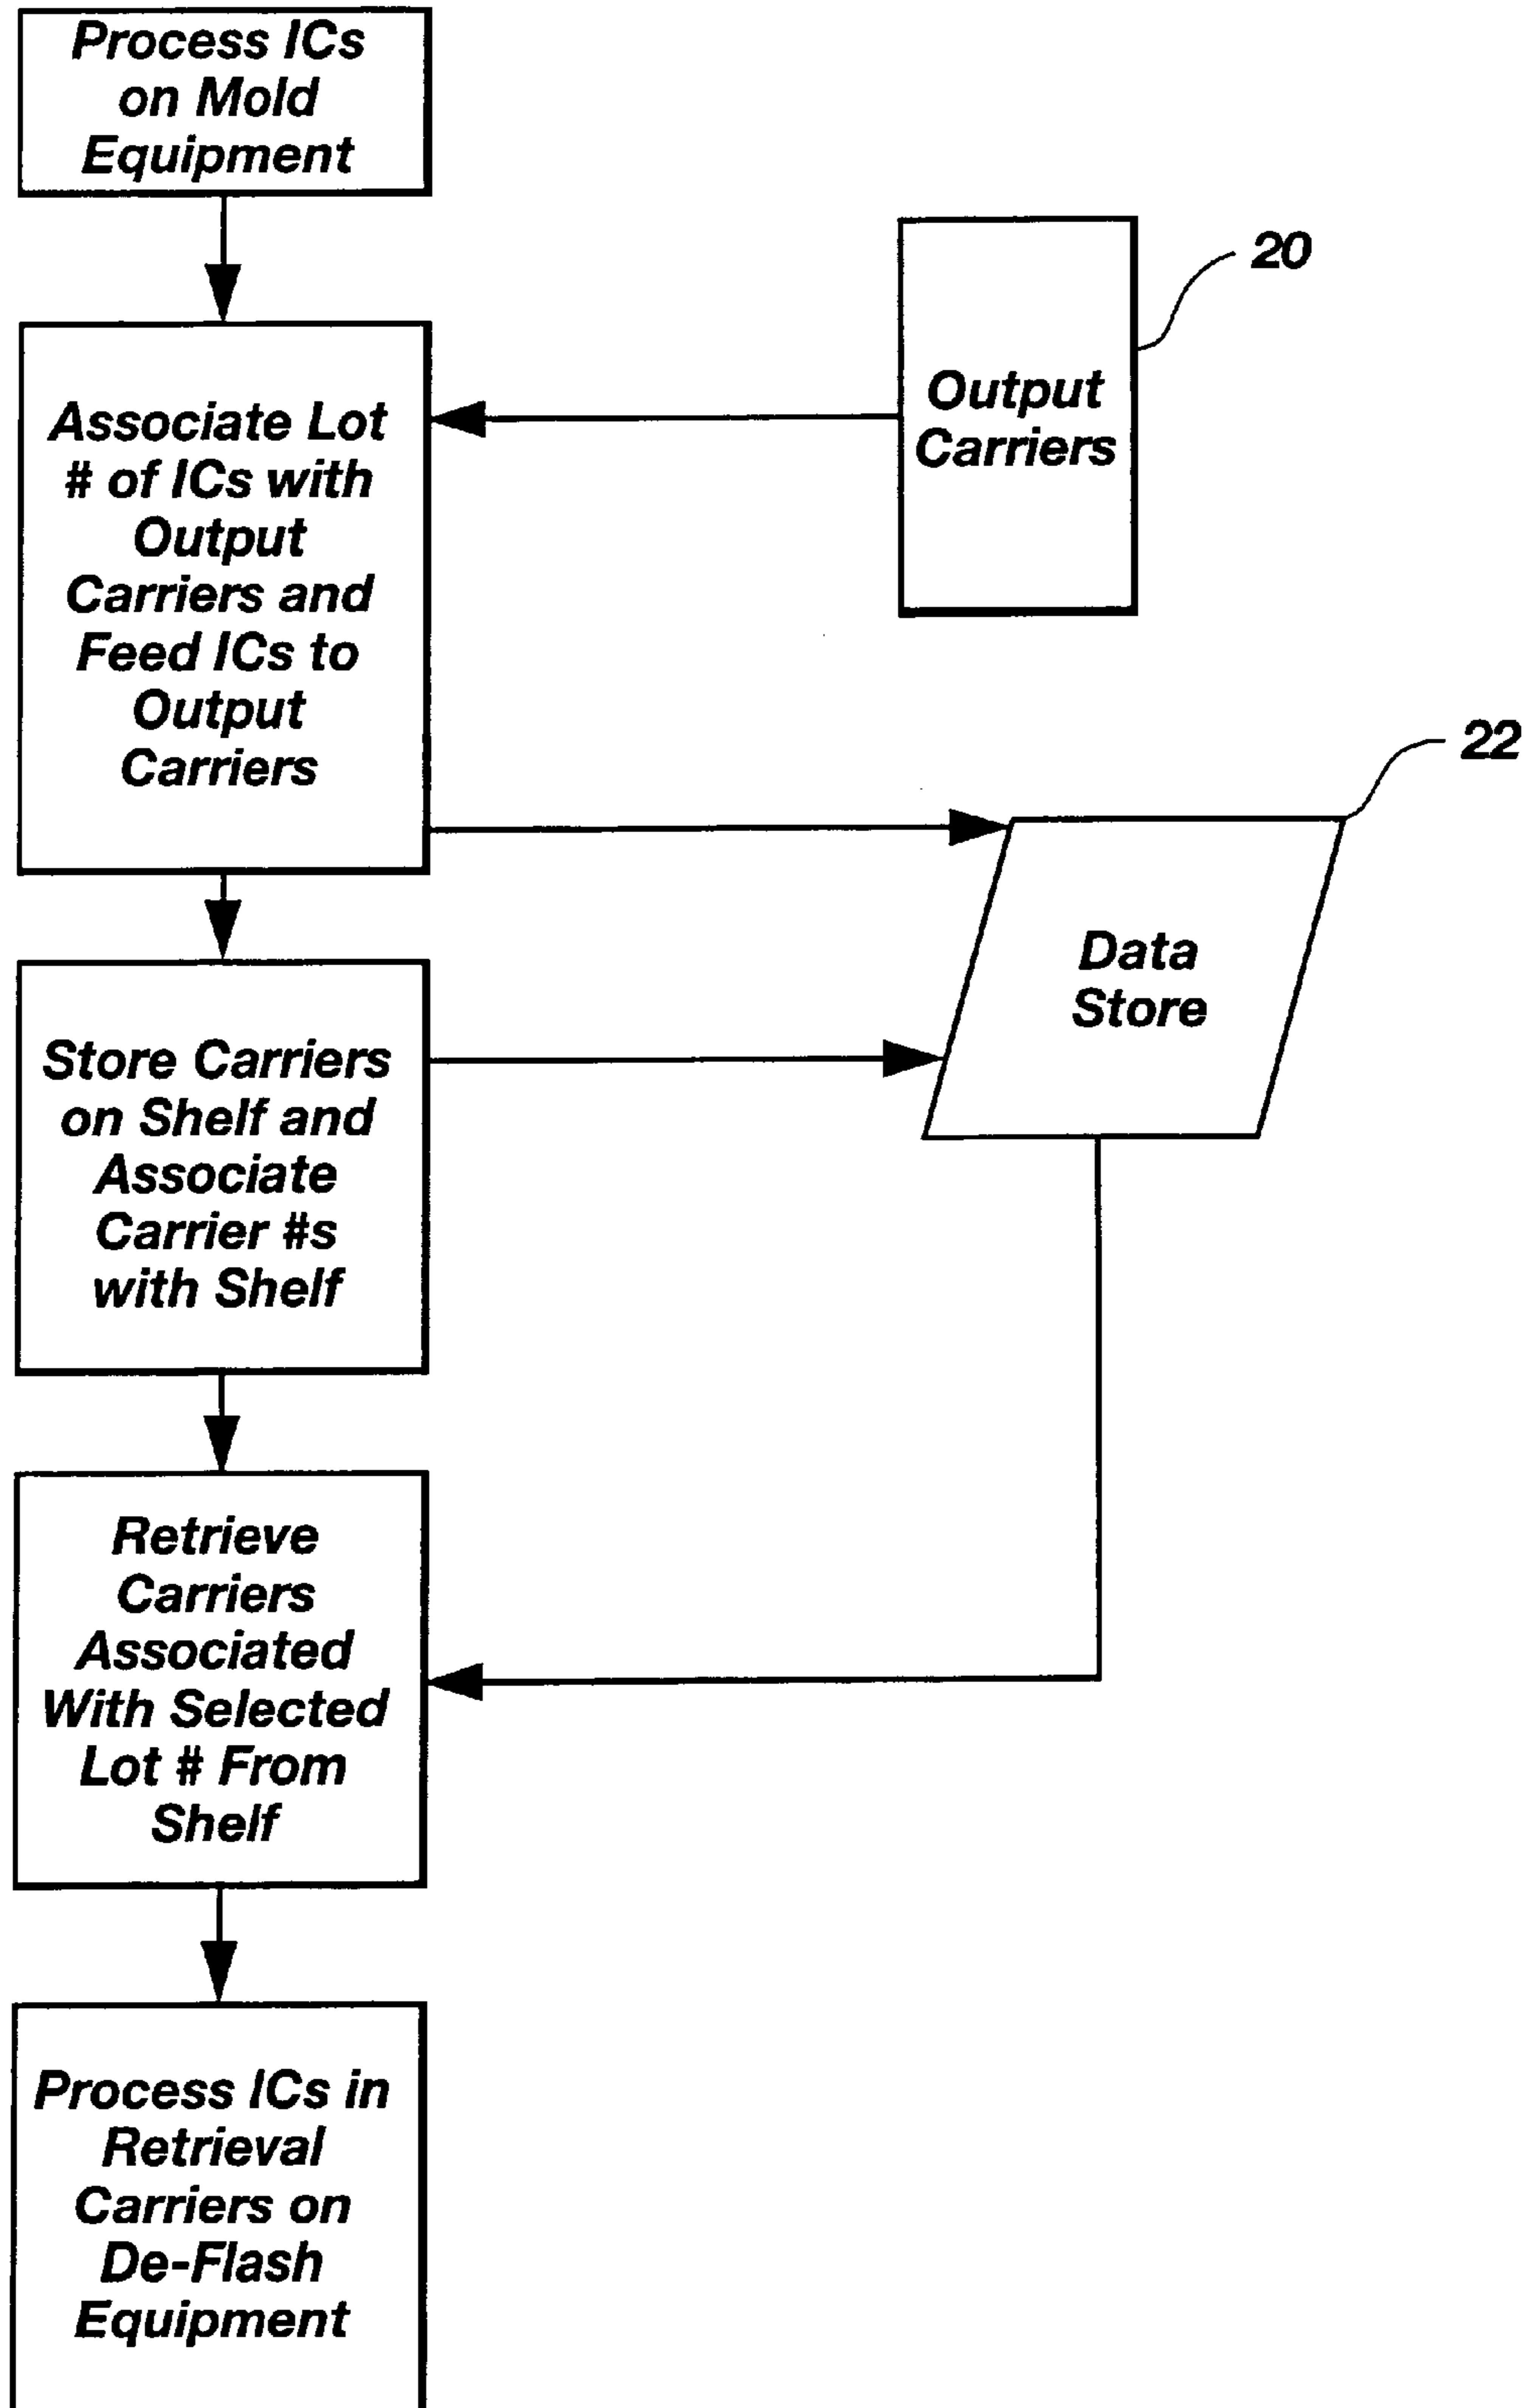 Process ICs
on Mold
Equipment
20
Output
Carriers
Associate Lot
# of ICs with
Output
Carriers and
Feed ICs to
Output
Carriers
22
Data
Store
Store Carriers
on Shelf and
Associate
Carrier #s
with Shelf
Retrieve
Carriers
Associated
With Selected
Lot # From
Shelf
Process ICs in
Retrieval
Carriers on
De-Flash
Equipment